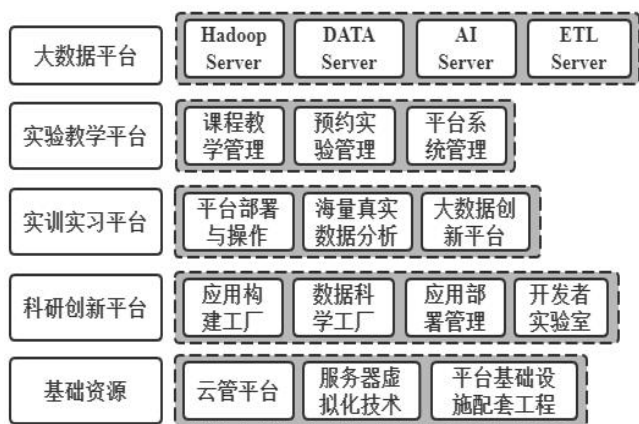 大数据平台
Hadoop
Server
DATA
Server
AI
Server
ETL
Server
实验教学平台
课程教
学管理
预约实
验管理
平台系
统管理
实训实习平台
平台部署
与操作
海量真实
数据分析
大数据创
新平台
科研创新平台
应用构
建工厂
数据科
学工厂
应用部
署管理
开发者
实验室
基础资源
云管平台
服务器虚
拟化技术
平台基础设
施配套工程